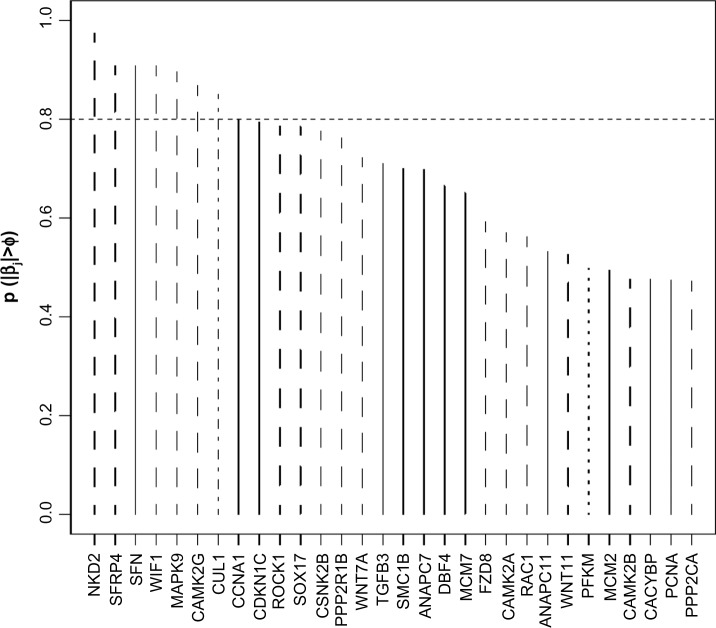 p (|βj|>ϕ)
1.0
0.8
0.6
0.4
0.2
0.0
NKD2
SFRP4
SFN
WIF1
MAPK9
CAMK2G
CUL1
CCNA1
CDKN1C
ROCK1
SOX17
CSNK2B
PPP2R1B
WNT7A
TGFB3
SMC1B
ANAPC7
DBF4
MCM7
FZD8
CAMK2A
RAC1
ANAPC11
WNT11
PFKM
MCM2
CAMK2B
CACYBP
PCNA
PPP2CA